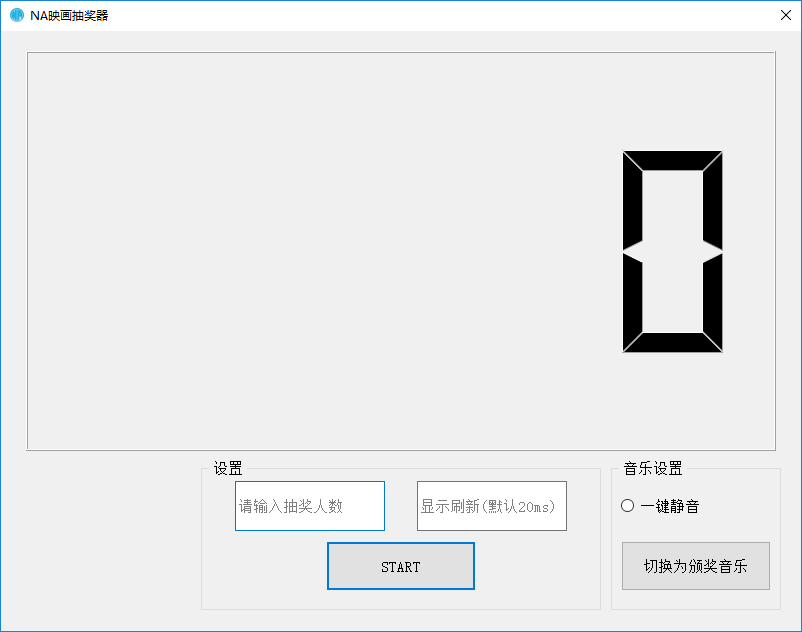 NA映画抽奖器
0
设置
音乐设置
请输入抽奖人数
显示刷新(默认20ms)
一键静音
START
切换为颁奖音乐